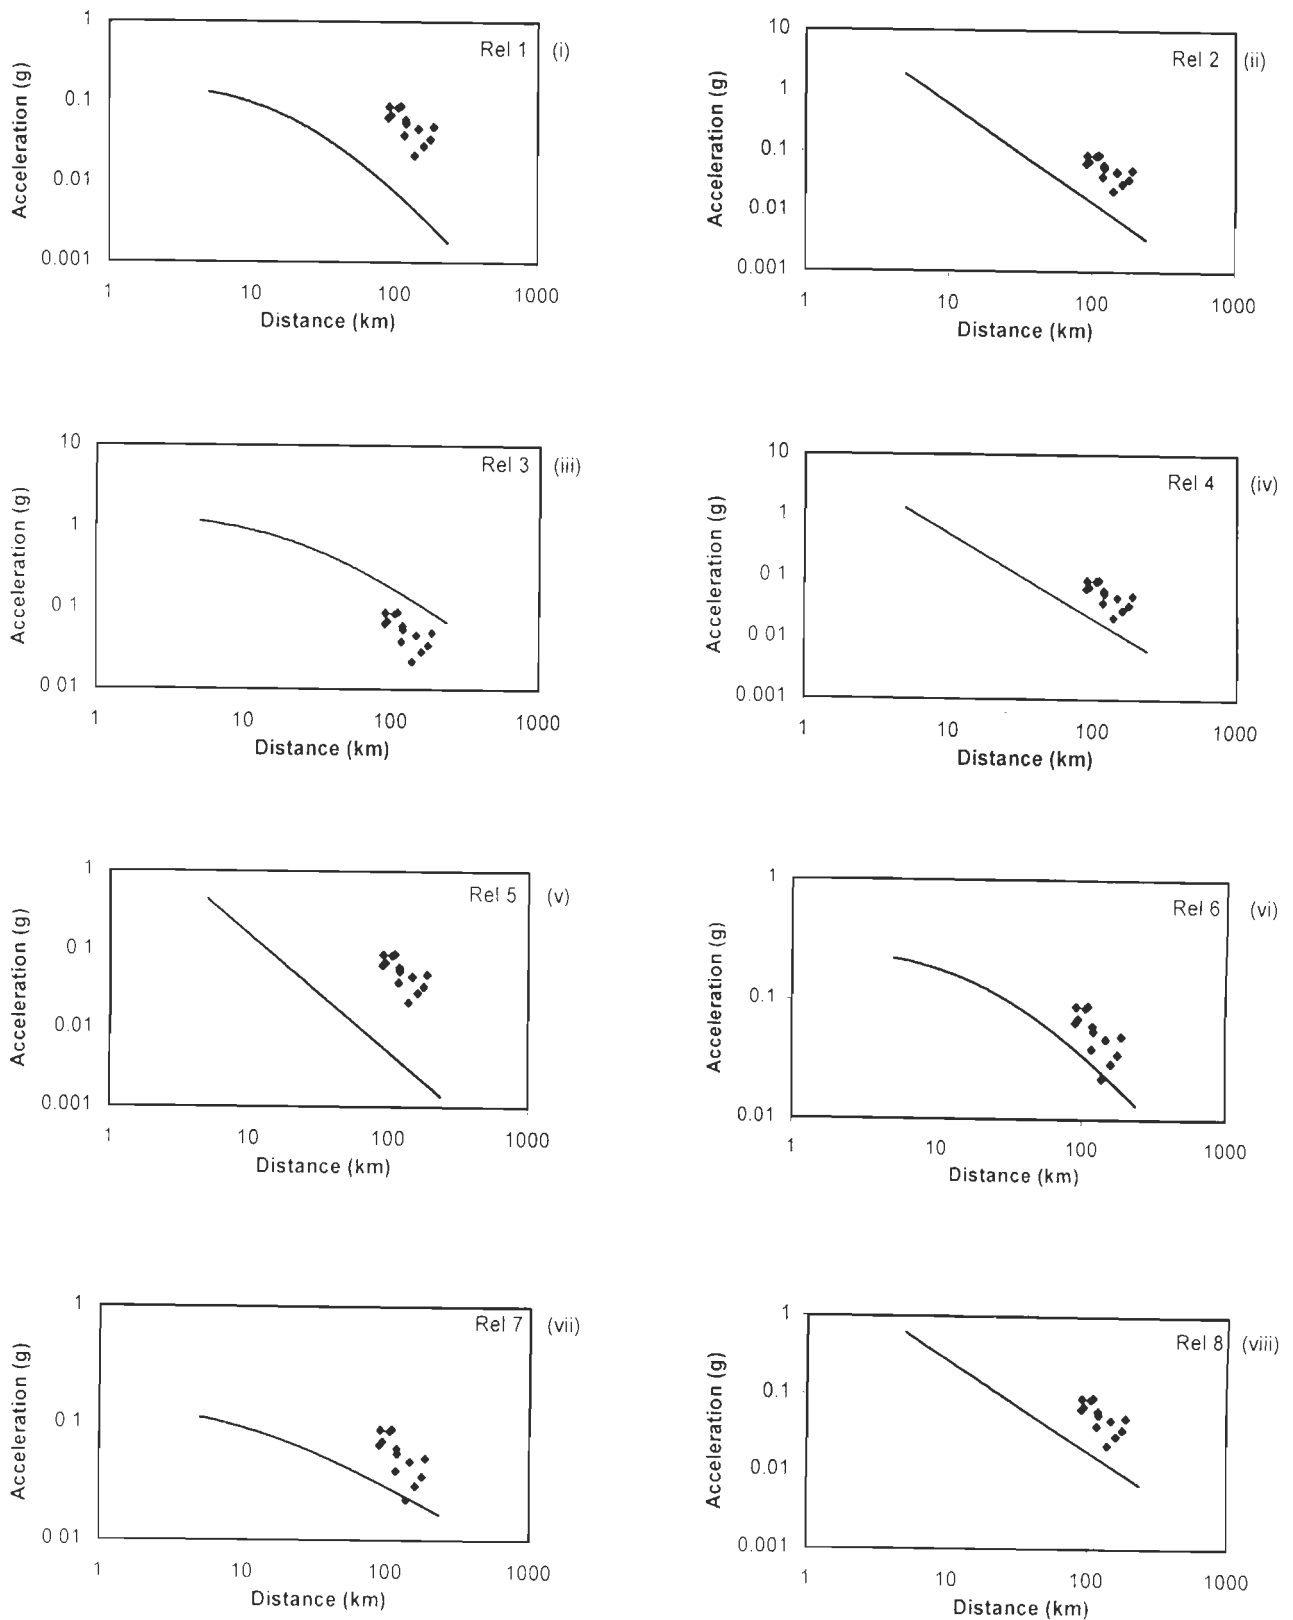 1
0.1
0.01
0.001
Acceleration (g)
Rel 1 (i)
1 10 100 1000
Distance (km)
10
1
0.1
0.01
0.001
Acceleration (g)
Rel 2 (ii)
1 10 100 1000
Distance (km)
10
1
0 1
0 01
Acceleration (g)
Rel 3 (iii)
1 10 100 1000
Distance (km)
10
1
0 1
0 01
0.001
Acceleration (g)
Rel 4 (iv)
1 10 100 1000
Distance (km)
1
0 1
0 01
0.001
Acceleration (g)
Rel 5 (v)
1 10 100 1000
Distance (km)
1
0.1
0.01
Acceleration (g)
Rel 6 (vi)
1 10 100 1000
Distance (km)
1
0 1
0 01
Acceleration (g)
Rel 7 (vii)
1 10 100 1000
Distance (km)
1
0.1
0.01
0.001
Acceleration (g)
Rel 8 (viii)
1 10 100 1000
Distance (km)